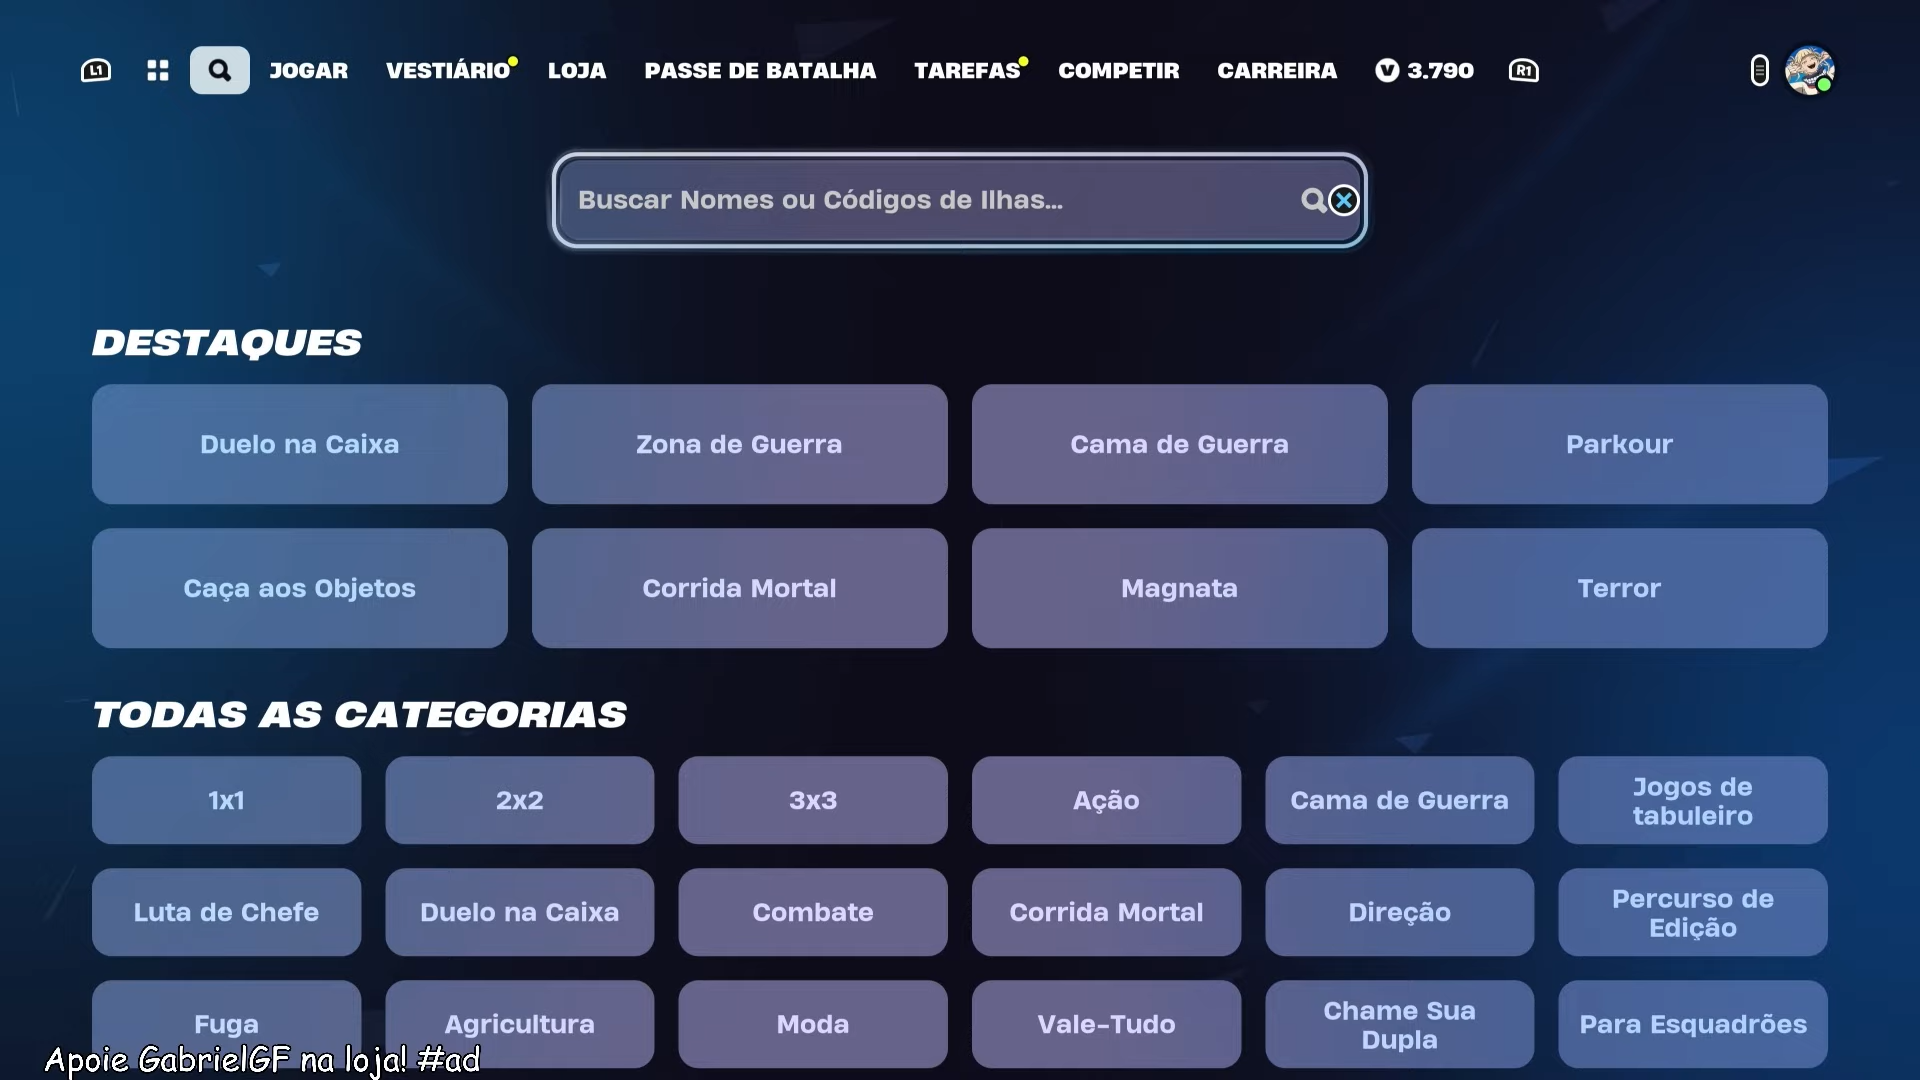 L1 JOGAR VESTIÁRIO LOJA PASSE DE BATALHA TAREFAS COMPETIR CARREIRA V 3.790 R1
Buscar Nomes ou Códigos de Ilhas...
DESTAQUES
Duelo na Caixa
Zona de Guerra
Cama de Guerra
Parkour
Caça aos Objetos
Corrida Mortal
Magnata
Terror
TODAS AS CATEGORIAS
1x1
2x2
3x3
Ação
Cama de Guerra
Jogos de
tabuleiro
Luta de Chefe
Duelo na Caixa
Combate
Corrida Mortal
Direção
Percurso de
Edição
Fuga
Agricultura
Moda
Vale-Tudo
Chame Sua
Dupla
Para Esquadrões
Apoie GabrielGF na loja! #ad